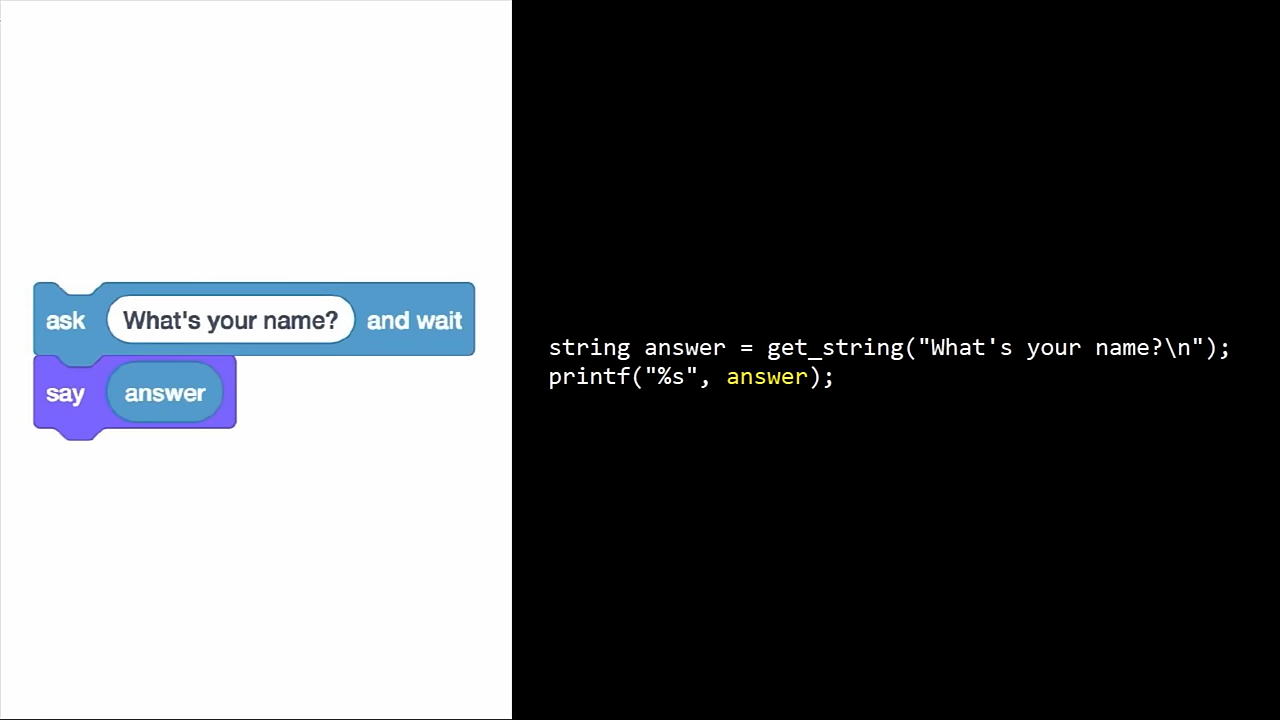 ask What's your name? and wait
say answer
string answer = get_string("What's your name?\n");
printf("%s", answer);